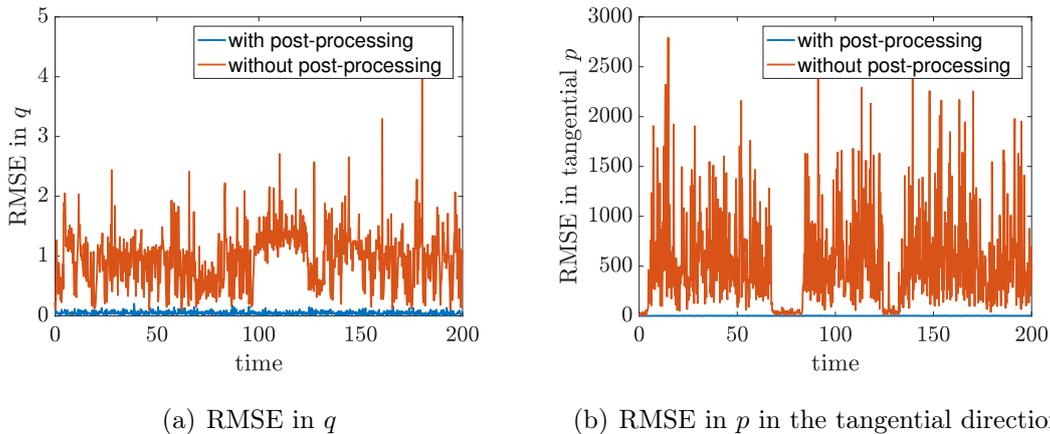 5
4
3
2
1
0
RMSE in q
with post-processing
without post-processing
0 50 100 150 200
time
3000
2500
2000
1500
1000
500
0
RMSE in tangential p
with post-processing
without post-processing
0 50 100 150 200
time
(a) RMSE in q
(b) RMSE in p in the tangential directio